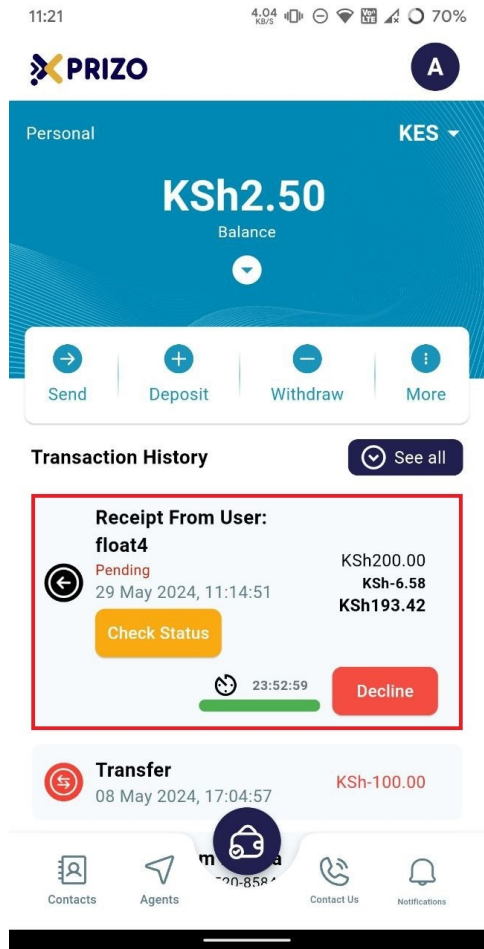 11:21
4.04 KB/S
Vo) LTE
70%
PRIZO
A
Personal
KES
KSh2.50
Balance
Send
Deposit
Withdraw
More
Transaction History
See all
Receipt From User:
float4
Pending
29 May 2024, 11:14:51
KSh200.00
KSh-6.58
KSh193.42
Check Status
23:52:59
Decline
Transfer
08 May 2024, 17:04:57
KSh-100.00
Contacts
Agents
Contact Us
Notifications